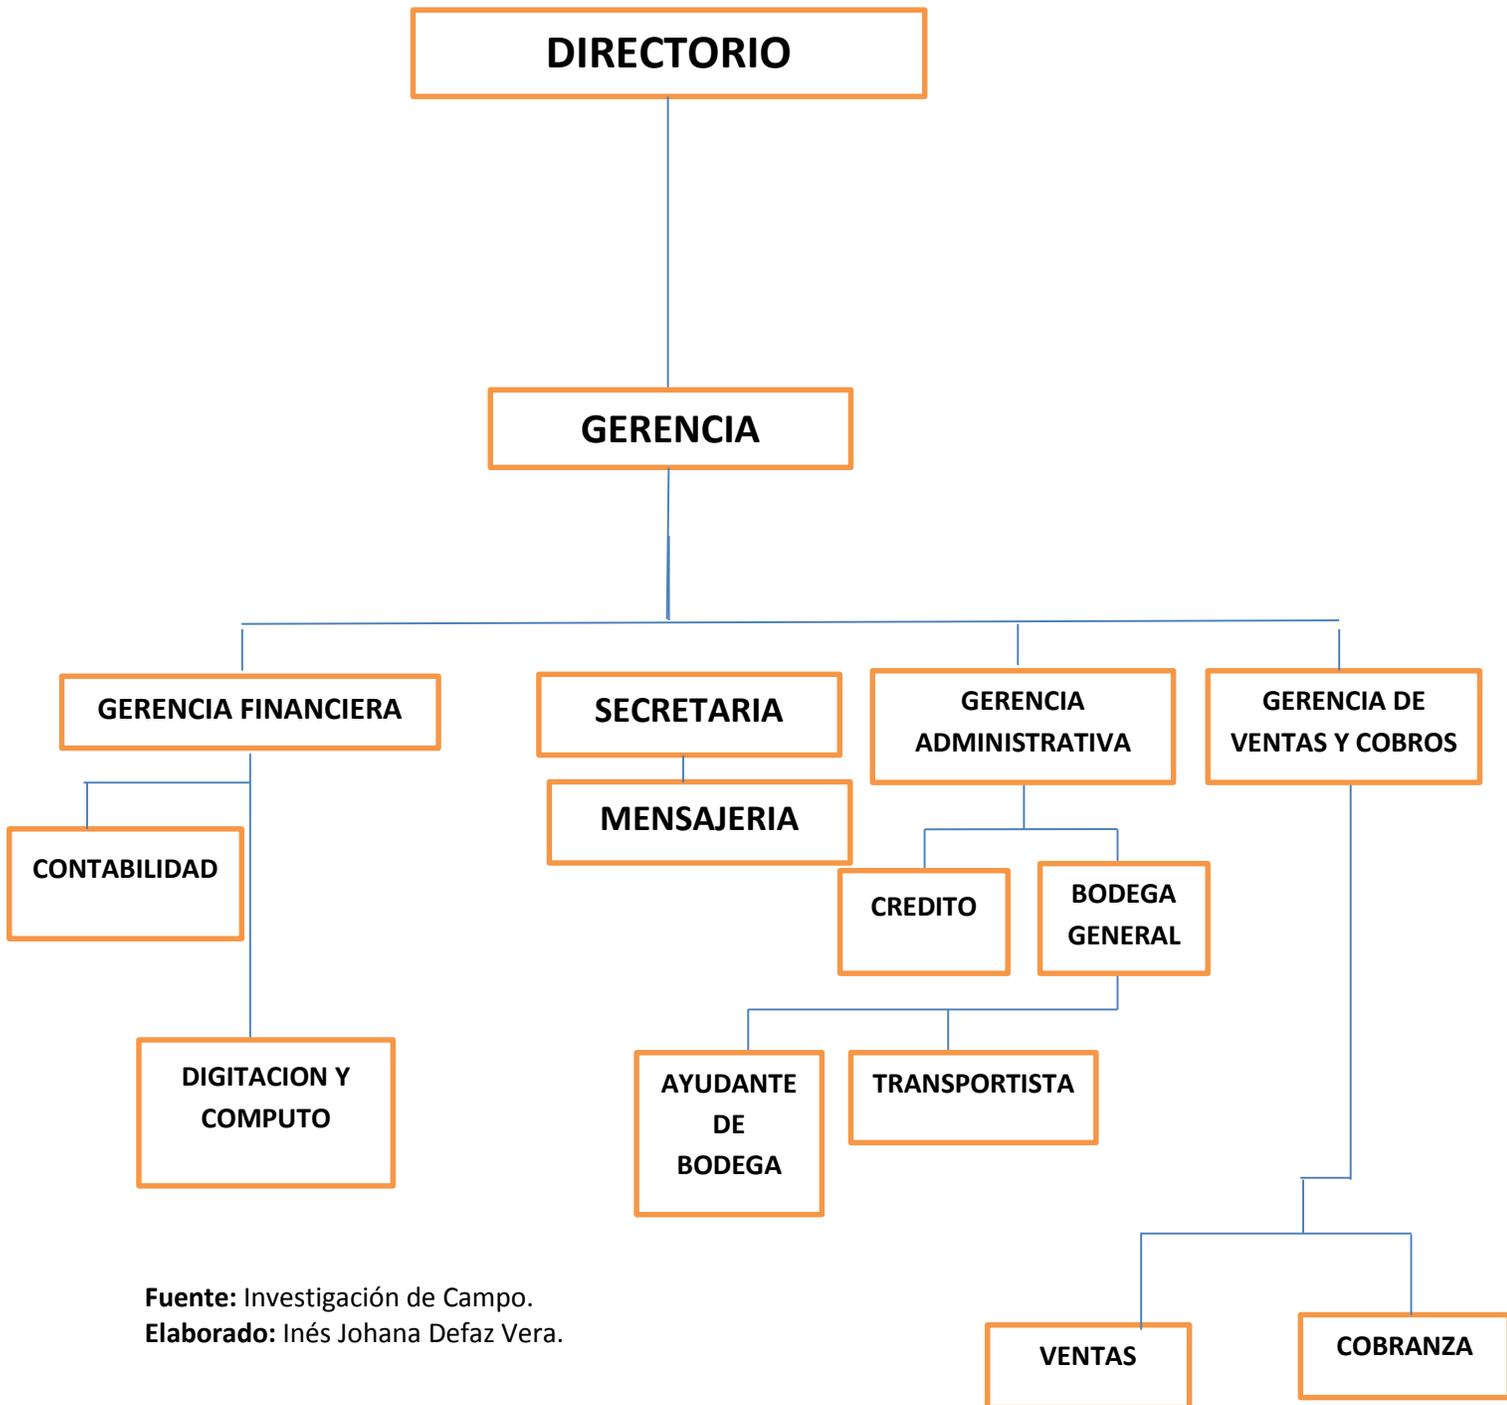 DIRECTORIO
GERENCIA
GERENCIA FINANCIERA
SECRETARIA
GERENCIA
ADMINISTRATIVA
GERENCIA DE
VENTAS Y COBROS
MENSAJERIA
CONTABILIDAD
CREDITO
BODEGA
GENERAL
DIGITACION Y
COMPUTO
AYUDANTE
DE
BODEGA
TRANSPORTISTA
VENTAS
COBRANZA
Fuente: Investigación de Campo.
Elaborado: Inés Johana Defaz Vera.